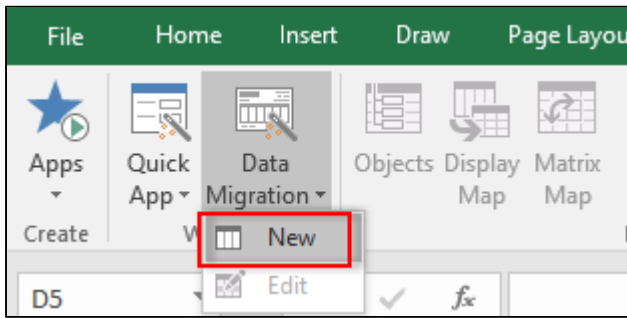 File Home Insert Draw Page Layou
Apps Quick App Data Migration Objects Display Map Matrix Map
Create W
New
Edit
D5 fx